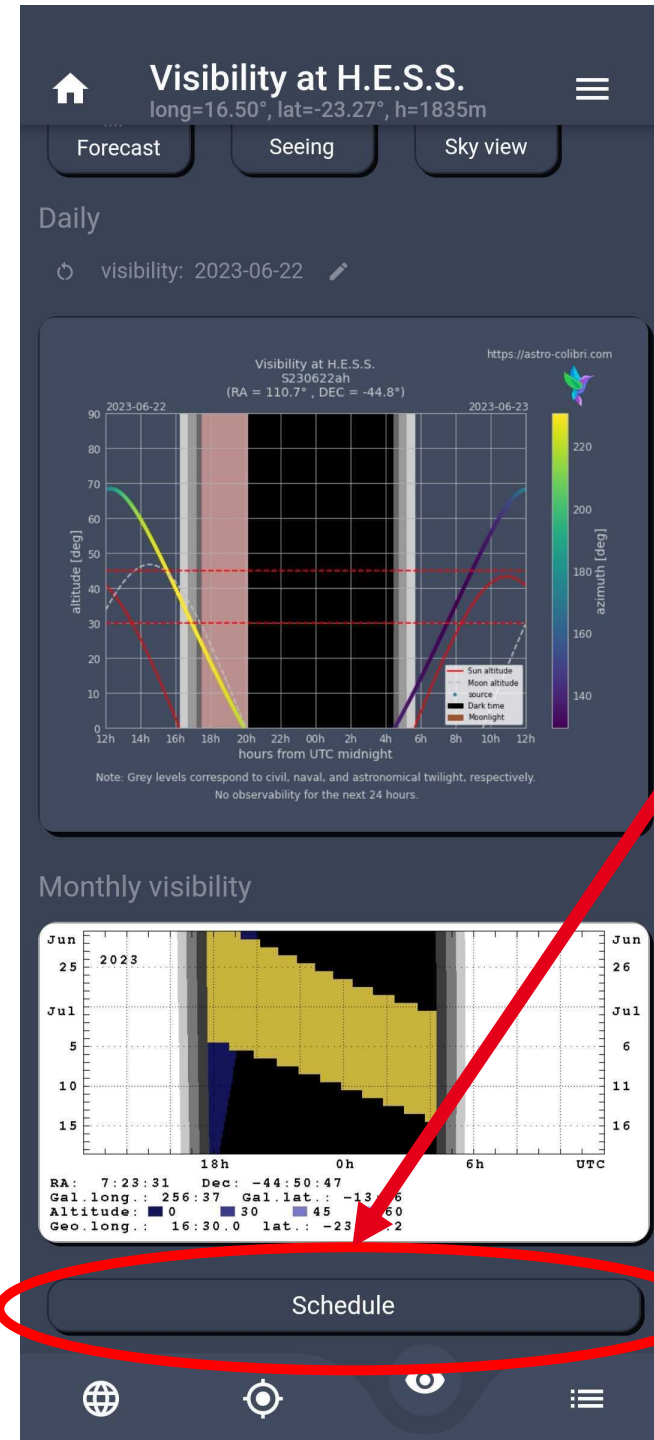 Visibility at H.E.S.S.
long=16.50°, lat=-23.27°, h=1835m
Forecast Seeing Sky view
Daily
visibility: 2023-06-22
https://astro-colibri.com
Visibility at H.E.S.S.
S230622ah
(RA = 110.7° , DEC = -44.8°)
2023-06-22 2023-06-23
90
80
70
60
50
40
30
20
10
0
altitude [deg]
12h 14h 16h 18h 20h 22h 00h 2h 4h 6h 8h 10h 12h
hours from UTC midnight
Sun altitude
Moon altitude
source
Dark time
Moonlight
220
200
180
160
140
azimuth [deg]
Note: Grey levels correspond to civil, naval, and astronomical twilight, respectively.
No observability for the next 24 hours.
Monthly visibility
Jun Jun
2023
25 26
Jul Jul
5 6
10 11
15 16
18h 0h 6h UTC
RA: 7:23:31 Dec: -44:50:47
Gal.long.: 256:37 Gal.lat.:
Altitude: 0 30 45 60
Geo.long.: 16:30.0 lat.:
Schedule